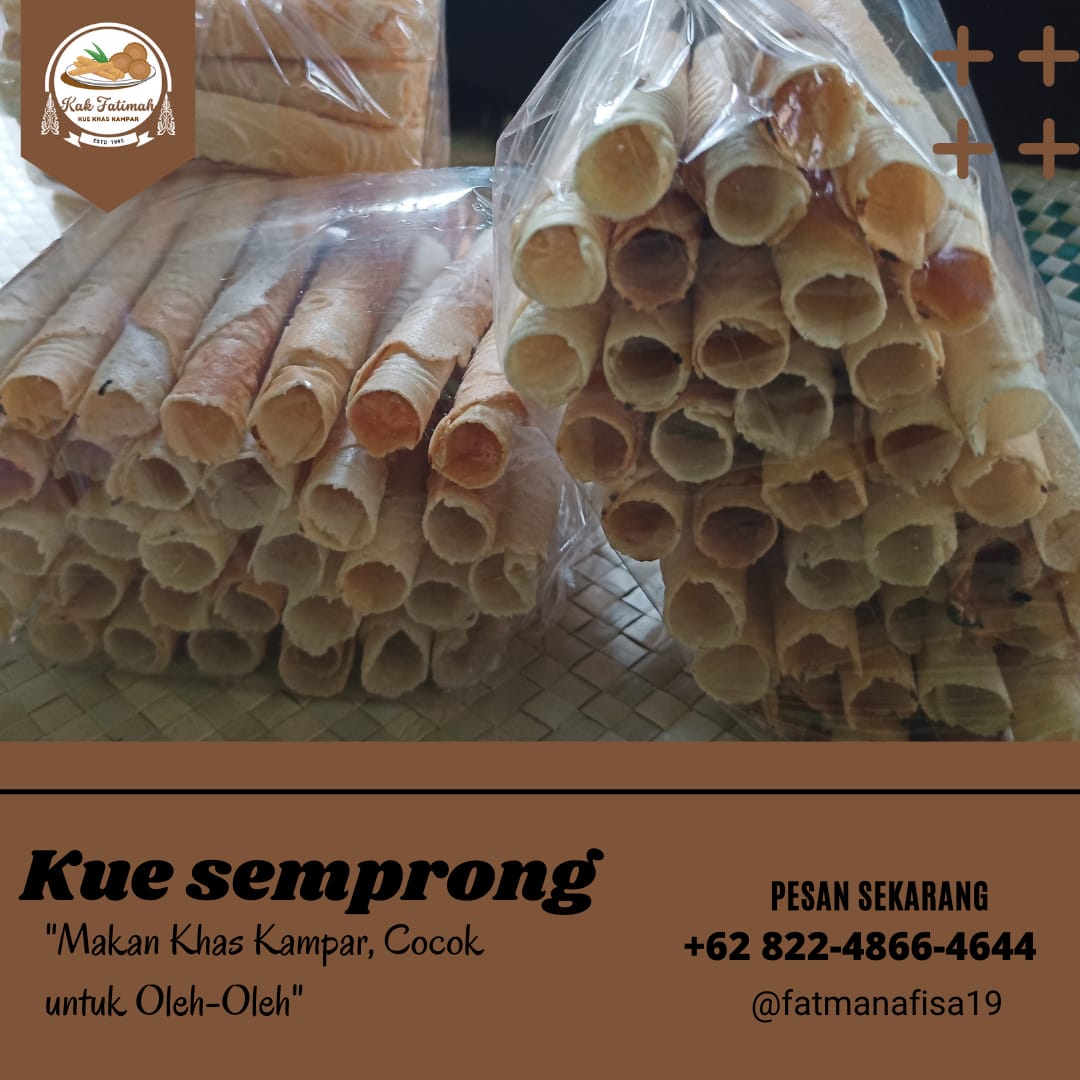 Kak Fatimah
KUE KHAS KAMPAR
ESTD 1945
Kue semprong
"Makan Khas Kampar, Cocok
untuk Oleh-Oleh"
PESAN SEKARANG
+62 822-4866-4644
@fatmanafisa19